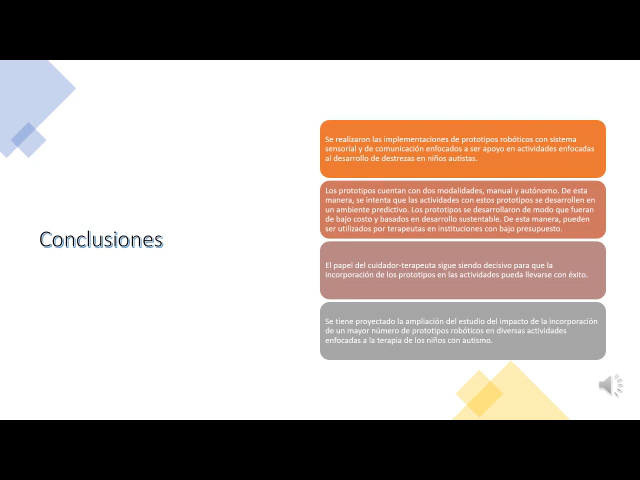 Conclusiones
Se realizaron las implementaciones de prototipos robóticos con sistema
sensorial y de comunicación enfocados a ser apoyo en actividades enfocadas
al desarrollo de destrezas en niños autistas.
Los prototipos cuentan con dos modalidades, manual y autónomo. De esta
manera, se intenta que las actividades con estos prototipos se desarrollen en
un ambiente predictivo. Los prototipos se desarrollaron de modo que fueran
de bajo costo y basados en desarrollo sustentable. De esta manera, pueden
ser utilizados por terapeutas en instituciones con bajo presupuesto.
El papel del cuidador-terapeuta sigue siendo decisivo para que la
incorporación de los prototipos en las actividades pueda llevarse con éxito.
Se tiene proyectado la ampliación del estudio del impacto de la incorporación
de un mayor número de prototipos robóticos en diversas actividades
enfocadas a la terapia de los niños con autismo.